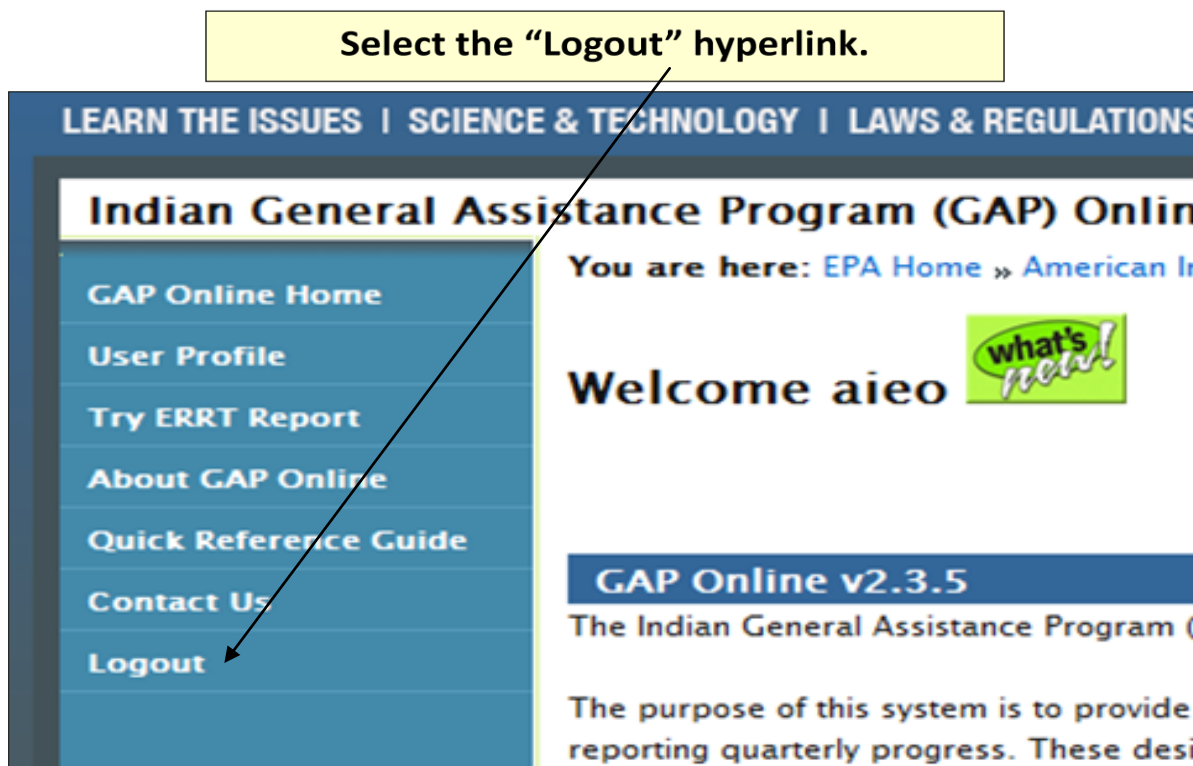 Select the “Logout” hyperlink.
LEARN THE ISSUES | SCIENCE & TECHNOLOGY | LAWS & REGULATIONS
Indian General Assistance Program (GAP) Onlin
You are here: EPA Home » American I
GAP Online Home
User Profile
Try ERRT Report
About GAP Online
Quick Reference Guide
Contact Us
Logout
what's new!
Welcome aieo
GAP Online v2.3.5
The Indian General Assistance Program (
The purpose of this system is to provide
reporting quarterly progress. These desi